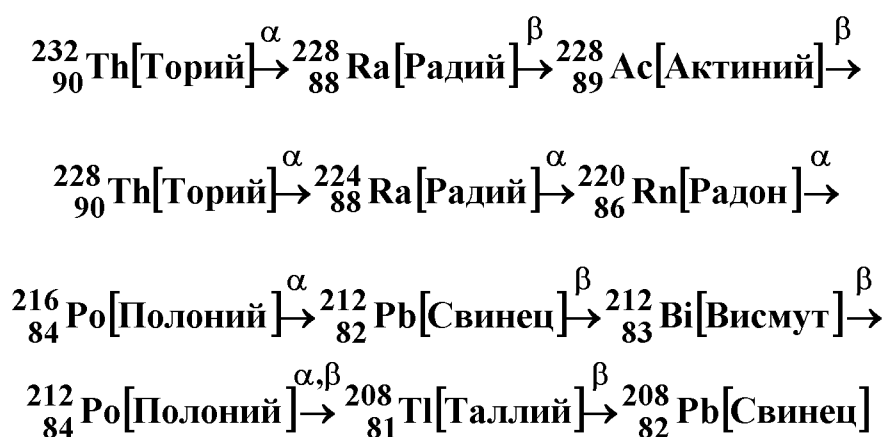 ²³²₉₀Th[Торий] →α ²²⁸₈₈Ra[Радий] →β ²²⁸₈₉Ac[Актиний] →β
²²⁸₉₀Th[Торий] →α ²²⁴₈₈Ra[Радий] →α ²²⁰₈₆Rn[Радон] →α
²¹⁶₈₄Po[Полоний] →α ²¹²₈₂Pb[Свинец] →β ²¹²₈₃Bi[Висмут] →β
²¹²₈₄Po[Полоний] →α,β ²⁰⁸₈₁Tl[Таллий] →β ²⁰⁸₈₂Pb[Свинец]